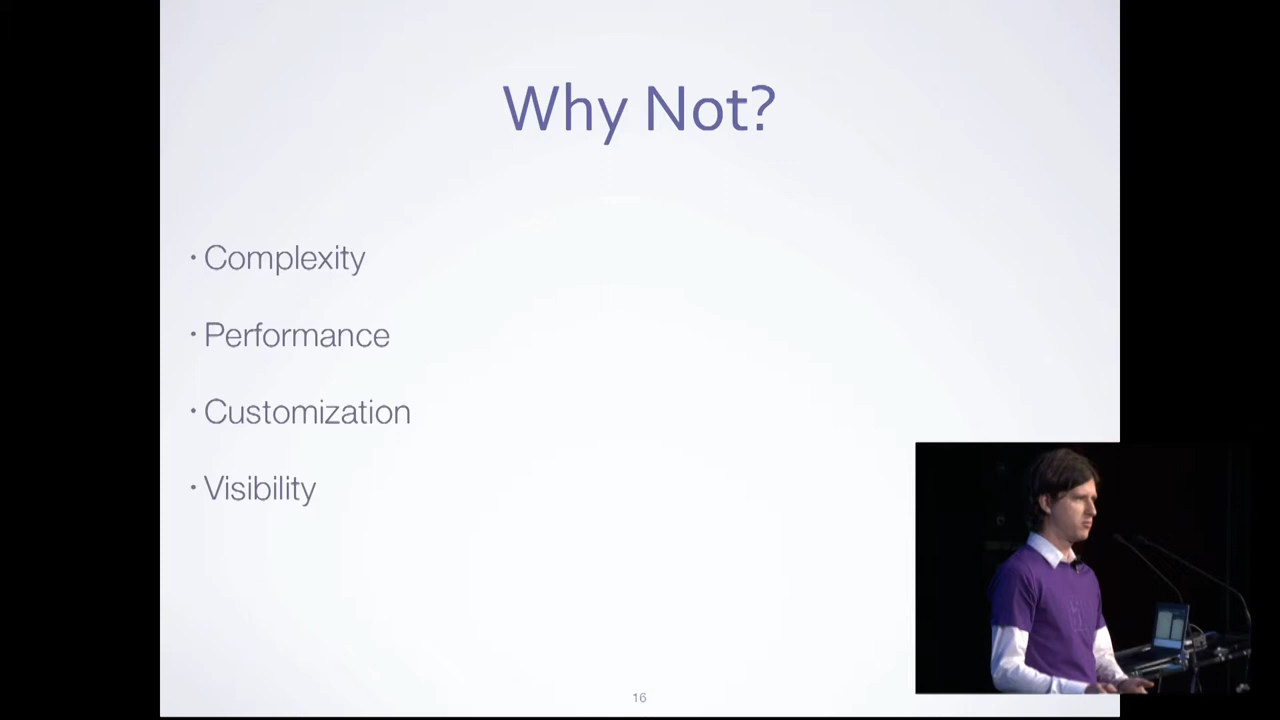 Why Not?
• Complexity
• Performance
• Customization
• Visibility
16